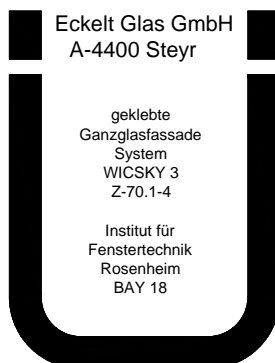 Eckelt Glas GmbH
A-4400 Steyr
geklebte
Ganzglasfassade
System
WICSKY 3
Z-70.1-4
Institut für
Fenstertechnik
Rosenheim
BAY 18